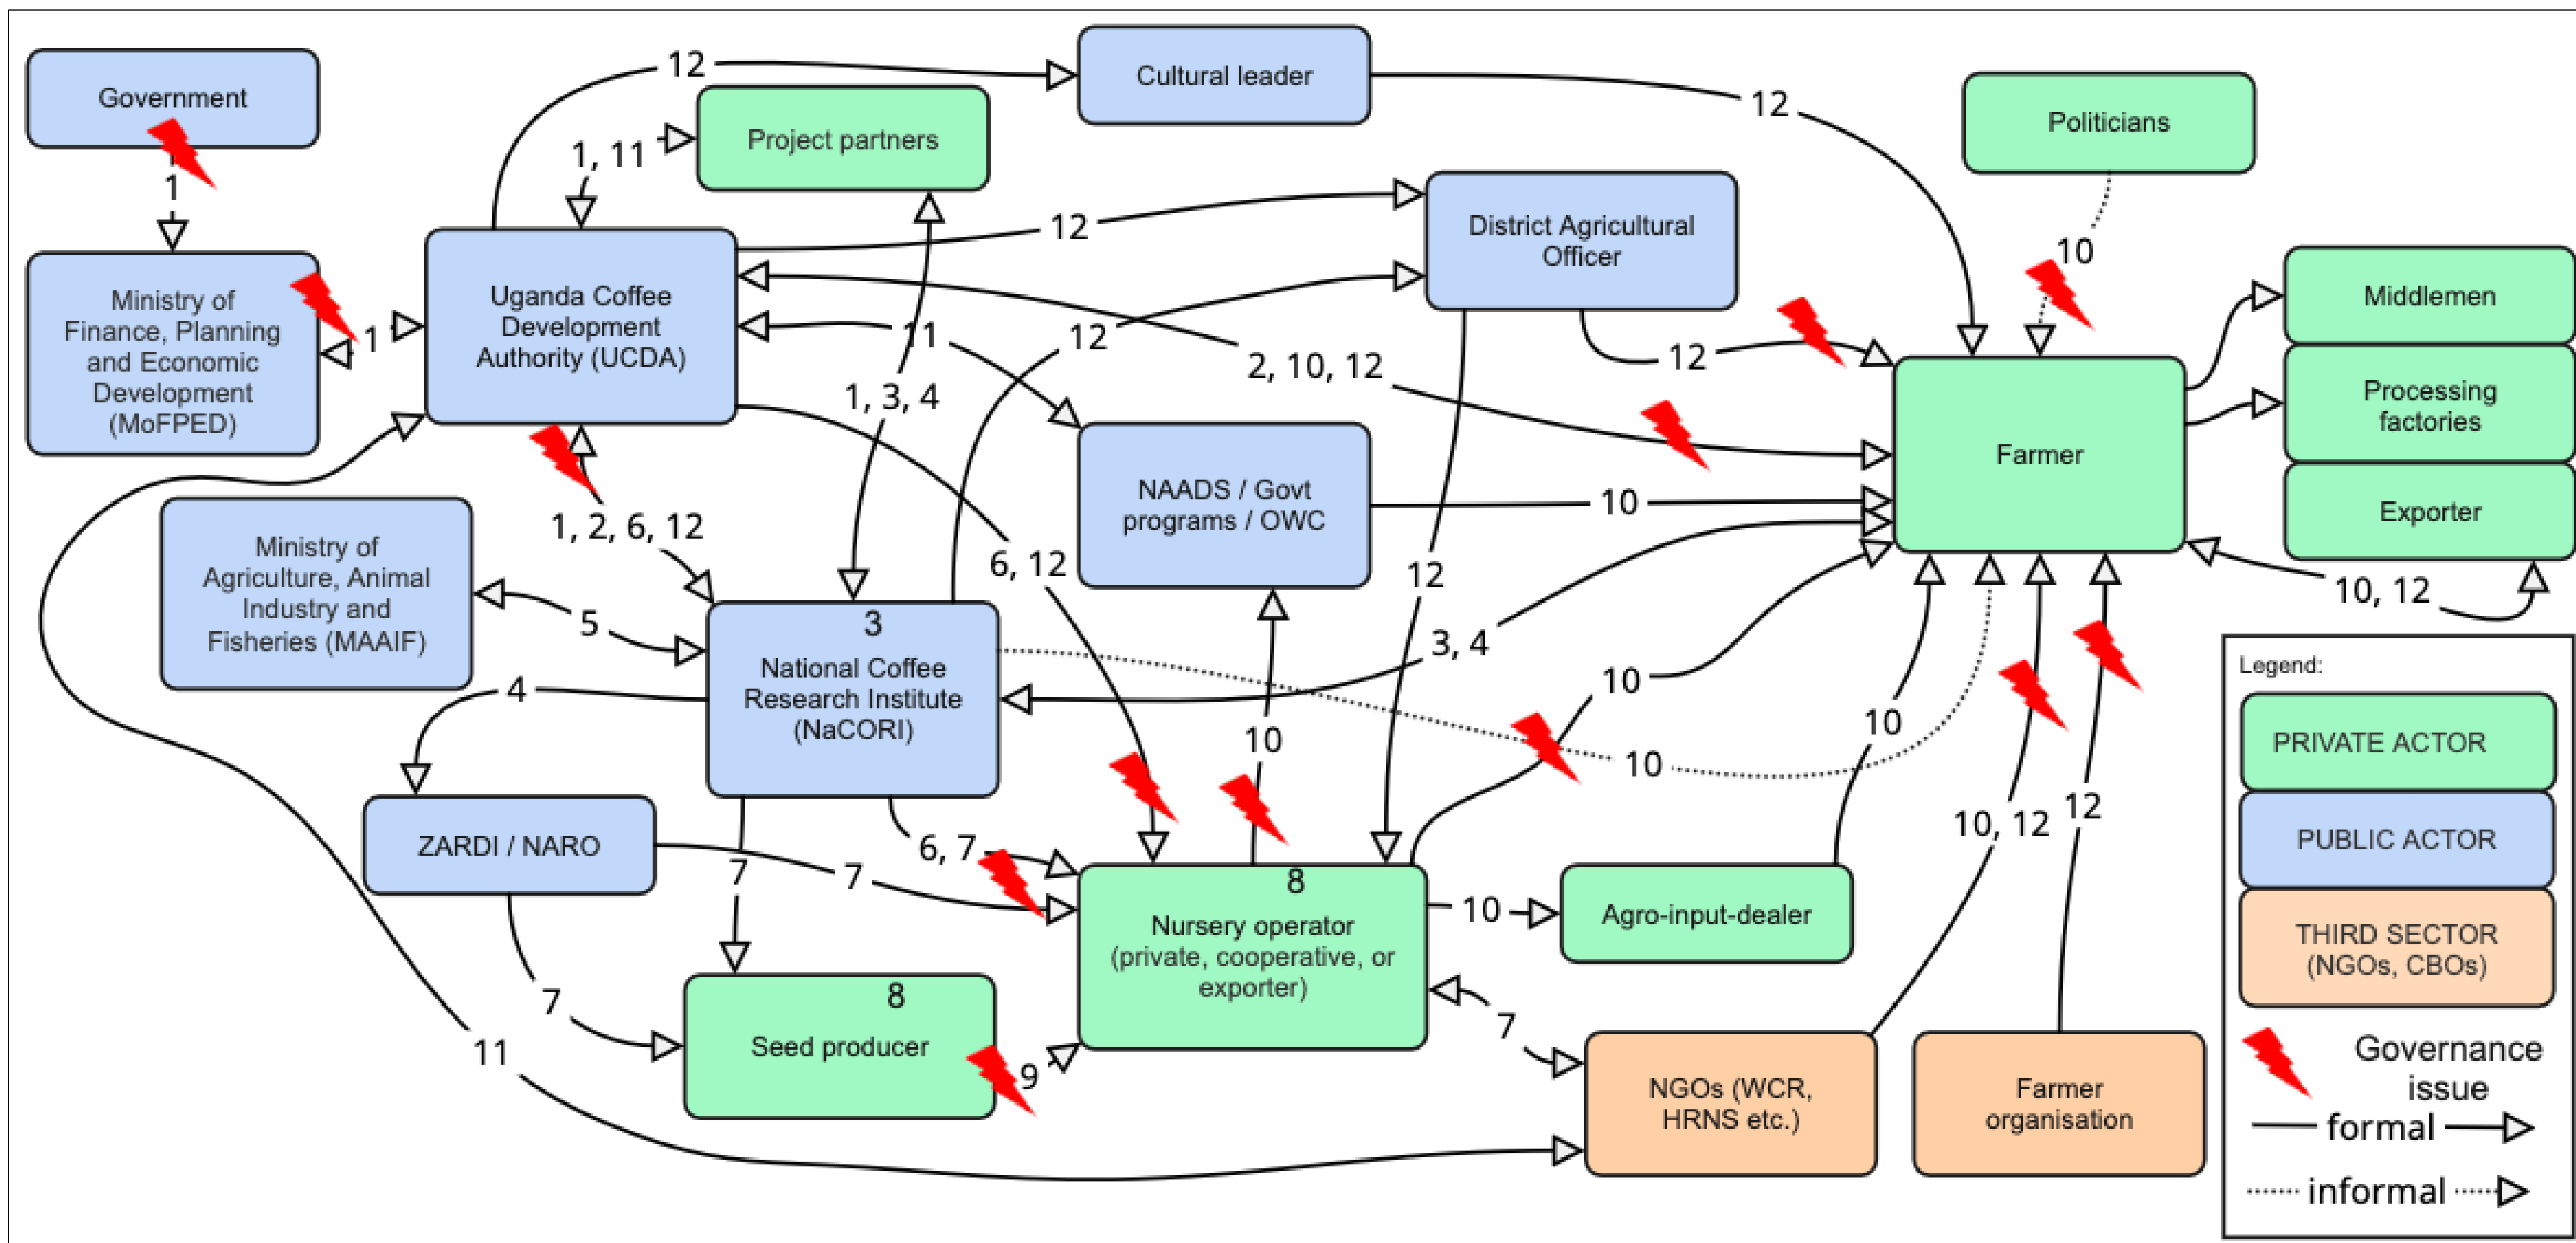 Government
1
Ministry of
Finance, Planning
and Economic
Development
(MoFPED)
1
12
1, 11
Project partners
Cultural leader
12
Politicians
10
Uganda Coffee
Development
Authority (UCDA)
12
District Agricultural
Officer
12
11
2, 10, 12
12
1, 3, 4
Middlemen
Processing
factories
Exporter
Farmer
10, 12
NAADS / Govt
programs / OWC
10
1, 2, 6, 12
Ministry of
Agriculture, Animal
Industry and
Fisheries (MAAIF)
5
6, 12
12
3
National Coffee
Research Institute
(NaCORI)
3, 4
4
10
10
10
10
ZARDI / NARO
7
7
6, 7
10, 12
12
8
Nursery operator
(private, cooperative, or
exporter)
10
Agro-input-dealer
7
8
Seed producer
9
7
11
NGOs (WCR,
HRNS etc.)
Farmer
organisation
Legend:
PRIVATE ACTOR
PUBLIC ACTOR
THIRD SECTOR
(NGOs, CBOs)
Governance
issue
formal
informal